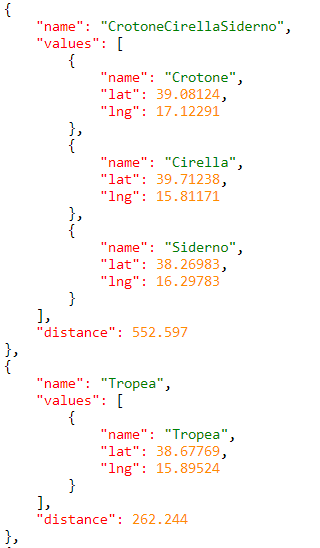 {
    "name": "CrotoneCirellaSiderno",
    "values": [
        {
            "name": "Crotone",
            "lat": 39.08124,
            "lng": 17.12291
        },
        {
            "name": "Cirella",
            "lat": 39.71238,
            "lng": 15.81171
        },
        {
            "name": "Siderno",
            "lat": 38.26983,
            "lng": 16.29783
        }
    ],
    "distance": 552.597
},
{
    "name": "Tropea",
    "values": [
        {
            "name": "Tropea",
            "lat": 38.67769,
            "lng": 15.89524
        }
    ],
    "distance": 262.244
},